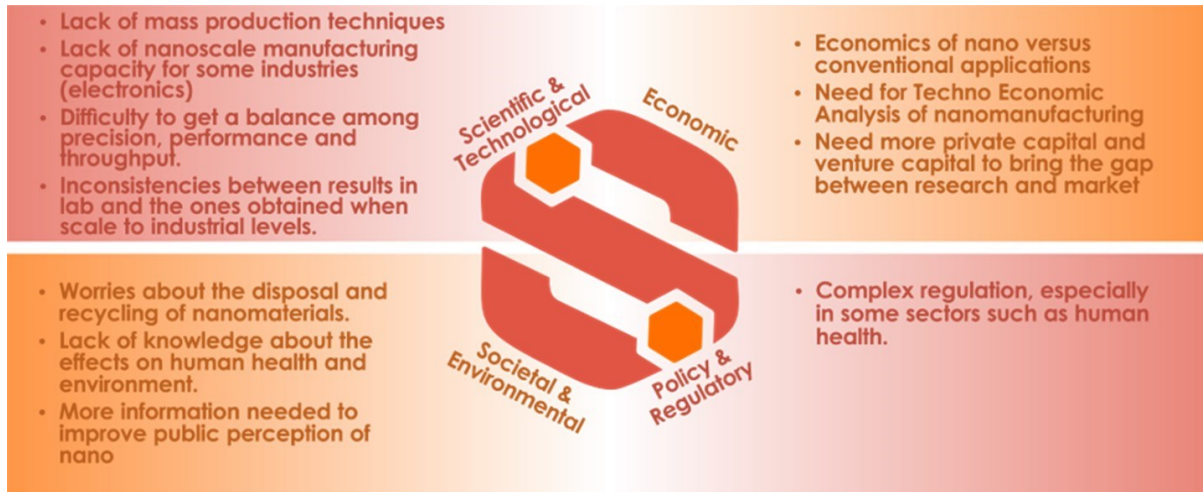 • Lack of mass production techniques
• Lack of nanoscale manufacturing
capacity for some industries
(electronics)
• Difficulty to get a balance among
precision, performance and
throughput.
• Inconsistencies between results in
lab and the ones obtained when
scale to industrial levels.
Scientific &
Technological
Economic
• Economics of nano versus
conventional applications
• Need for Techno Economic
Analysis of nanomanufacturing
• Need more private capital and
venture capital to bring the gap
between research and market
• Worries about the disposal and
recycling of nanomaterials.
• Lack of knowledge about the
effects on human health and
environment.
• More information needed to
improve public perception of
nano
Societal &
Environmental
Policy &
Regulatory
• Complex regulation, especially
in some sectors such as human
health.